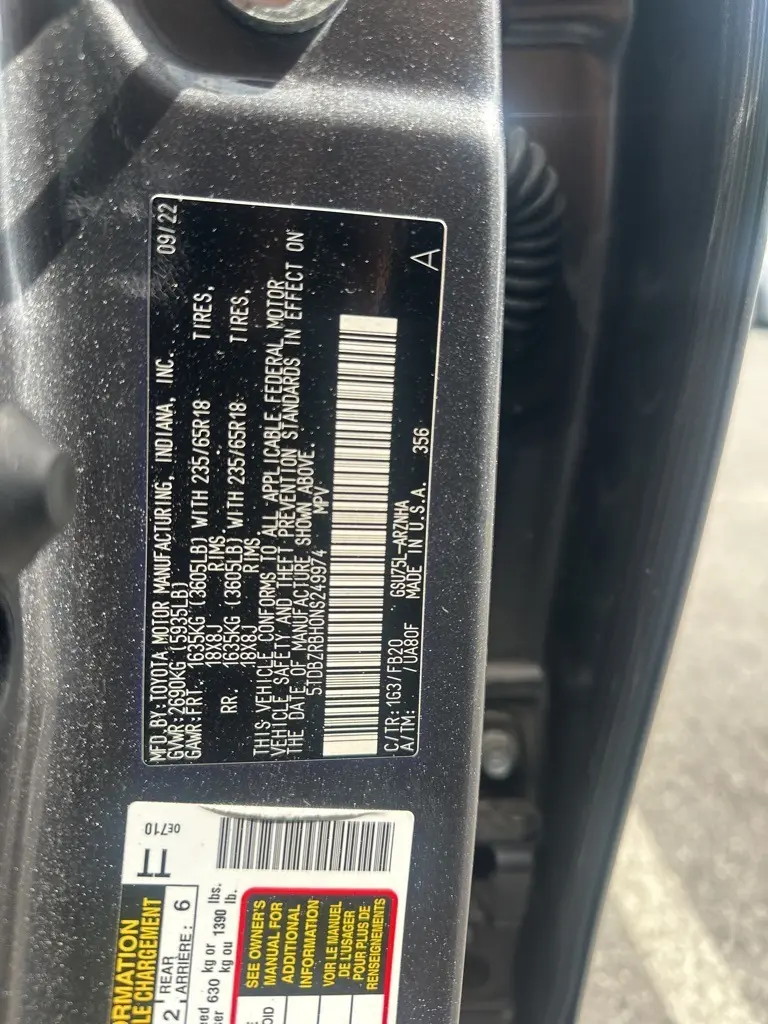 MFD.BY:TOYOTA MOTOR MANUFACTURING, INDIANA, INC. 09/22
GVWR:2690KG (5935LB)
GAWR:FRT. 1635KG (3605LB) WITH 235/65R18 TIRES,
18X8J RIMS
RR. 1635KG (3605LB) WITH 235/65R18 TIRES,
18X8J RIMS
THIS VEHICLE CONFORMS TO ALL APPLICABLE FEDERAL MOTOR
VEHICLE SAFETY AND THEFT PREVENTION STANDARDS IN EFFECT ON
THE DATE OF MANUFACTURE SHOWN ABOVE.
5TDBZRBH0NS249974 MPV
C/TR:1G3/FB20 GSU75L-ARZNHA
A/TM: /UA80F MADE IN U.S.A. 356 A
0E710
2 REAR
ARRIÈRE: 6
630 kg or 1390 lbs.
kg ou lb.
SEE OWNER'S
MANUAL FOR
ADDITIONAL
INFORMATION
VOIR LE MANUEL
DE L'USAGER
POUR PLUS DE
RENSEIGNEMENTS